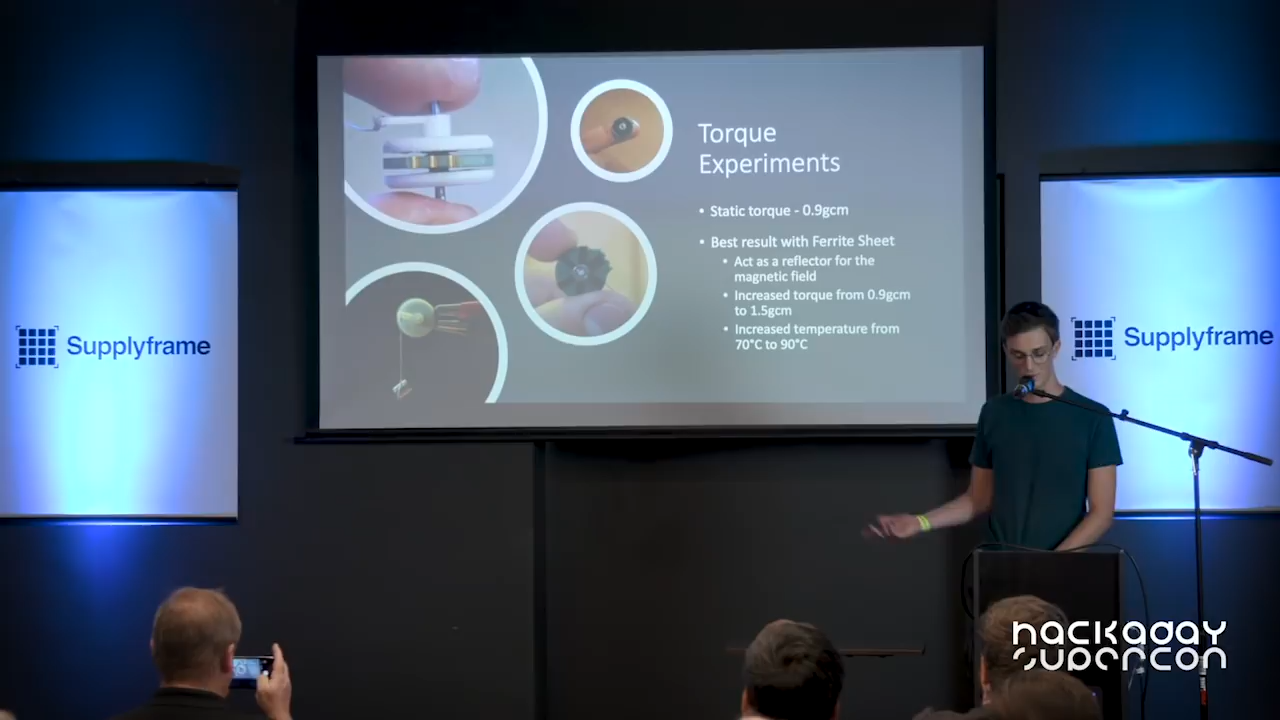 Torque
Experiments
• Static torque - 0.9gcm
• Best result with Ferrite Sheet
• Act as a reflector for the
magnetic field
• Increased torque from 0.9gcm
to 1.5gcm
• Increased temperature from
70°C to 90°C
Supplyframe
Supplyframe
hackaday
supercon